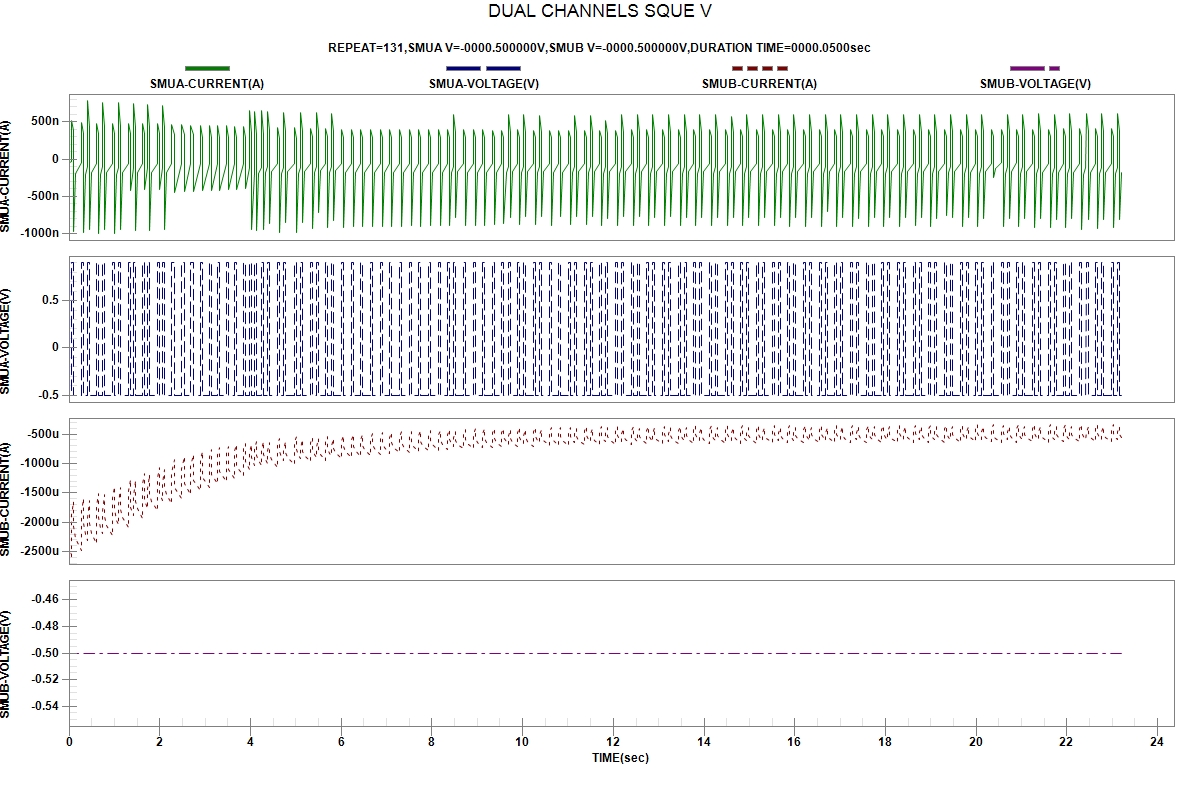 DUAL CHANNELS SQUE V
REPEAT=131,SMUA V=-0000.500000V,SMUB V=-0000.500000V,DURATION TIME=0000.0500sec
SMUA-CURRENT(A) SMUA-VOLTAGE(V) SMUB-CURRENT(A) SMUB-VOLTAGE(V)
SMUA-CURRENT(A)
500n
0
-500n
-1000n
SMUA-VOLTAGE(V)
0.5
0
-0.5
SMUB-CURRENT(A)
-500u
-1000u
-1500u
-2000u
-2500u
SMUB-VOLTAGE(V)
-0.46
-0.48
-0.50
-0.52
-0.54
0 2 4 6 8 10 12 14 16 18 20 22 24
TIME(sec)